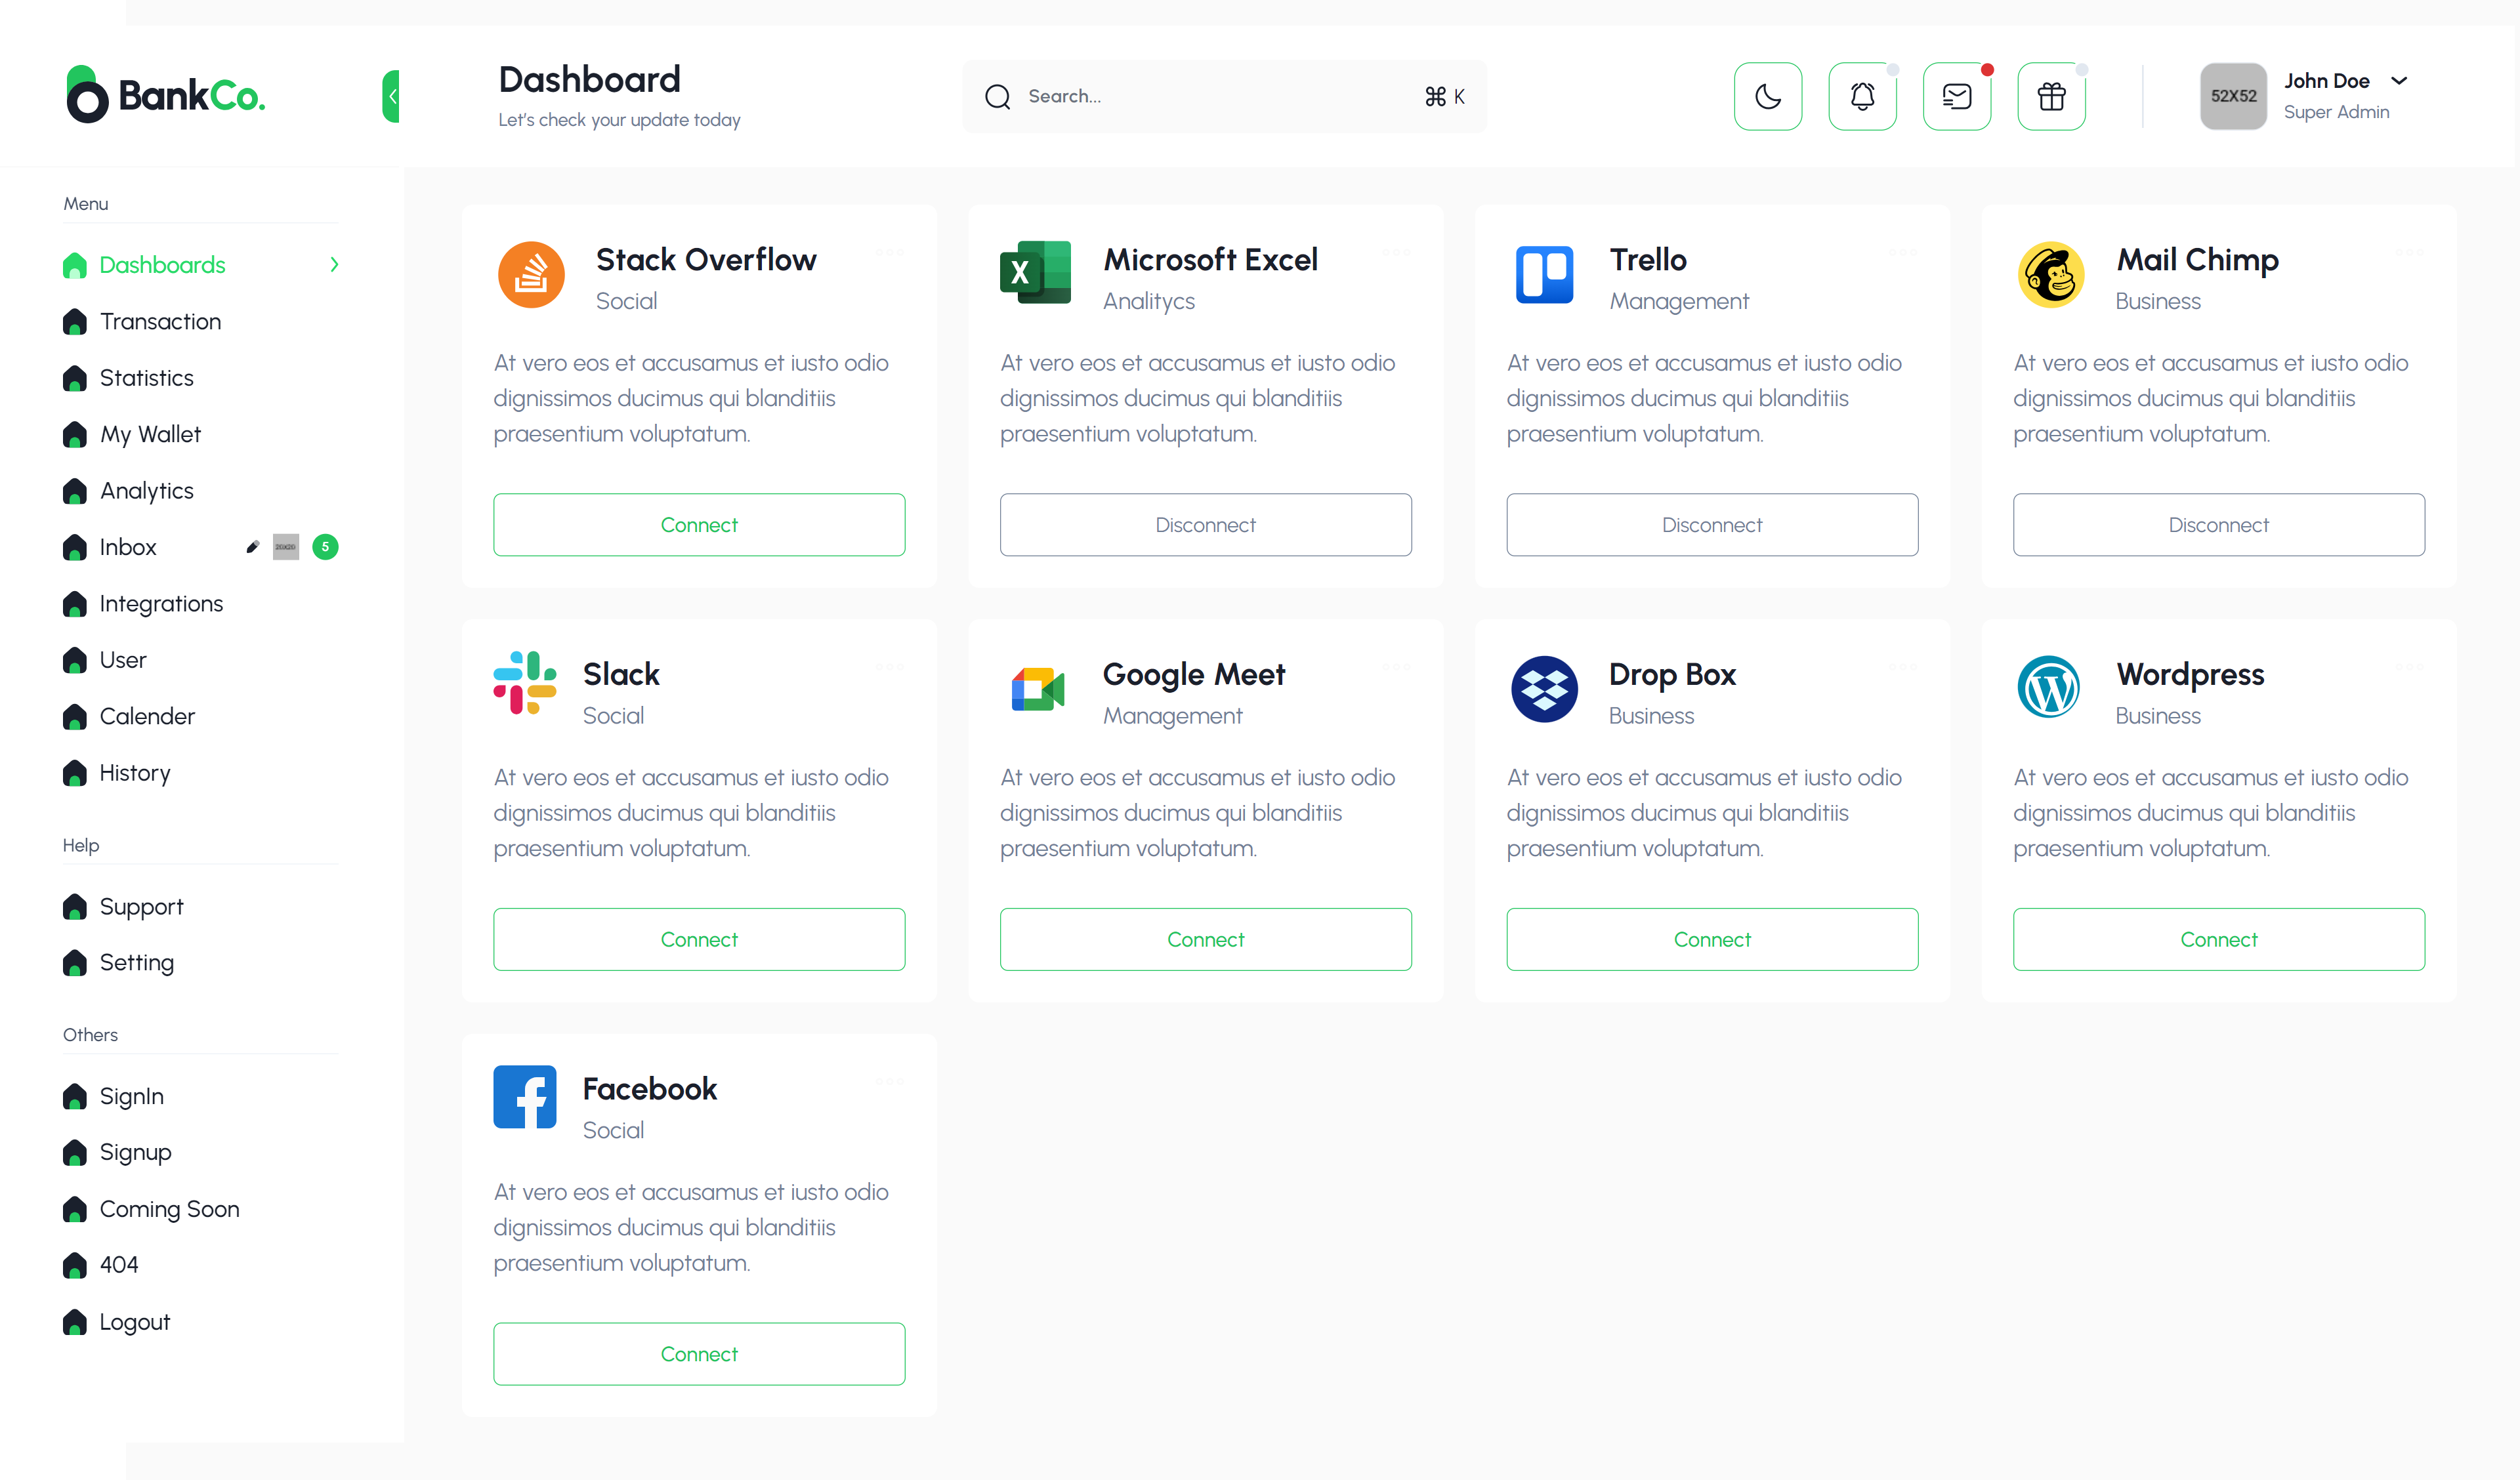 BankCo.
Dashboard
Let's check your update today
Search...
⌘ K
52X52
John Doe
Super Admin
Menu
Dashboards
Transaction
Statistics
My Wallet
Analytics
Inbox
5
Integrations
User
Calender
History
Help
Support
Setting
Others
SignIn
Signup
Coming Soon
404
Logout
Stack Overflow
Social
At vero eos et accusamus et iusto odio
dignissimos ducimus qui blanditiis
praesentium voluptatum.
Connect
Microsoft Excel
Analitycs
At vero eos et accusamus et iusto odio
dignissimos ducimus qui blanditiis
praesentium voluptatum.
Disconnect
Trello
Management
At vero eos et accusamus et iusto odio
dignissimos ducimus qui blanditiis
praesentium voluptatum.
Disconnect
Mail Chimp
Business
At vero eos et accusamus et iusto odio
dignissimos ducimus qui blanditiis
praesentium voluptatum.
Disconnect
Slack
Social
At vero eos et accusamus et iusto odio
dignissimos ducimus qui blanditiis
praesentium voluptatum.
Connect
Google Meet
Management
At vero eos et accusamus et iusto odio
dignissimos ducimus qui blanditiis
praesentium voluptatum.
Connect
Drop Box
Business
At vero eos et accusamus et iusto odio
dignissimos ducimus qui blanditiis
praesentium voluptatum.
Connect
Wordpress
Business
At vero eos et accusamus et iusto odio
dignissimos ducimus qui blanditiis
praesentium voluptatum.
Connect
Facebook
Social
At vero eos et accusamus et iusto odio
dignissimos ducimus qui blanditiis
praesentium voluptatum.
Connect